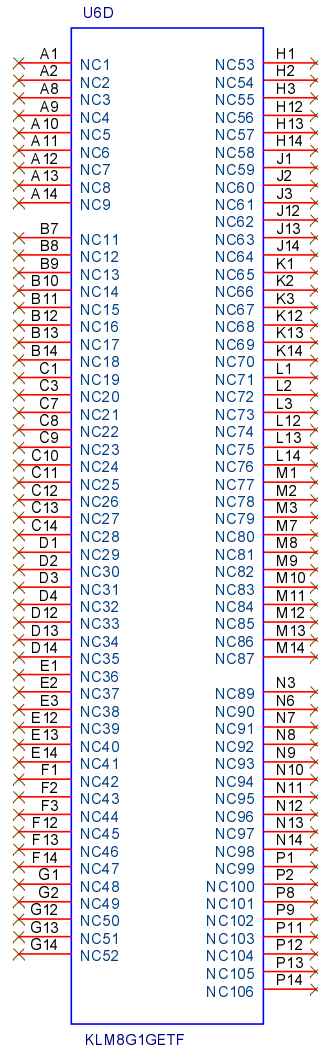 U6D
A1 NC1 NC53 H1
A2 NC2 NC54 H2
A8 NC3 NC55 H3
A9 NC4 NC56 H12
A10 NC5 NC57 H13
A11 NC6 NC58 H14
A12 NC7 NC59 J1
A13 NC8 NC60 J2
A14 NC9 NC61 J3
NC62 J12
B7 NC11 NC63 J13
B8 NC12 NC64 J14
B9 NC13 NC65 K1
B10 NC14 NC66 K2
B11 NC15 NC67 K3
B12 NC16 NC68 K12
B13 NC17 NC69 K13
B14 NC18 NC70 K14
C1 NC19 NC71 L1
C3 NC20 NC72 L2
C7 NC21 NC73 L3
C8 NC22 NC74 L12
C9 NC23 NC75 L13
C10 NC24 NC76 L14
C11 NC25 NC77 M1
C12 NC26 NC78 M2
C13 NC27 NC79 M3
C14 NC28 NC80 M7
D1 NC29 NC81 M8
D2 NC30 NC82 M9
D3 NC31 NC83 M10
D4 NC32 NC84 M11
D12 NC33 NC85 M12
D13 NC34 NC86 M13
D14 NC35 NC87 M14
E1 NC36
E2 NC37 NC89 N3
E3 NC38 NC90 N6
E12 NC39 NC91 N7
E13 NC40 NC92 N8
E14 NC41 NC93 N9
F1 NC42 NC94 N10
F2 NC43 NC95 N11
F3 NC44 NC96 N12
F12 NC45 NC97 N13
F13 NC46 NC98 N14
F14 NC47 NC99 P1
G1 NC48 NC100 P2
G2 NC49 NC101 P8
G12 NC50 NC102 P9
G13 NC51 NC103 P11
G14 NC52 NC104 P12
NC105 P13
NC106 P14
KLM8G1GETF